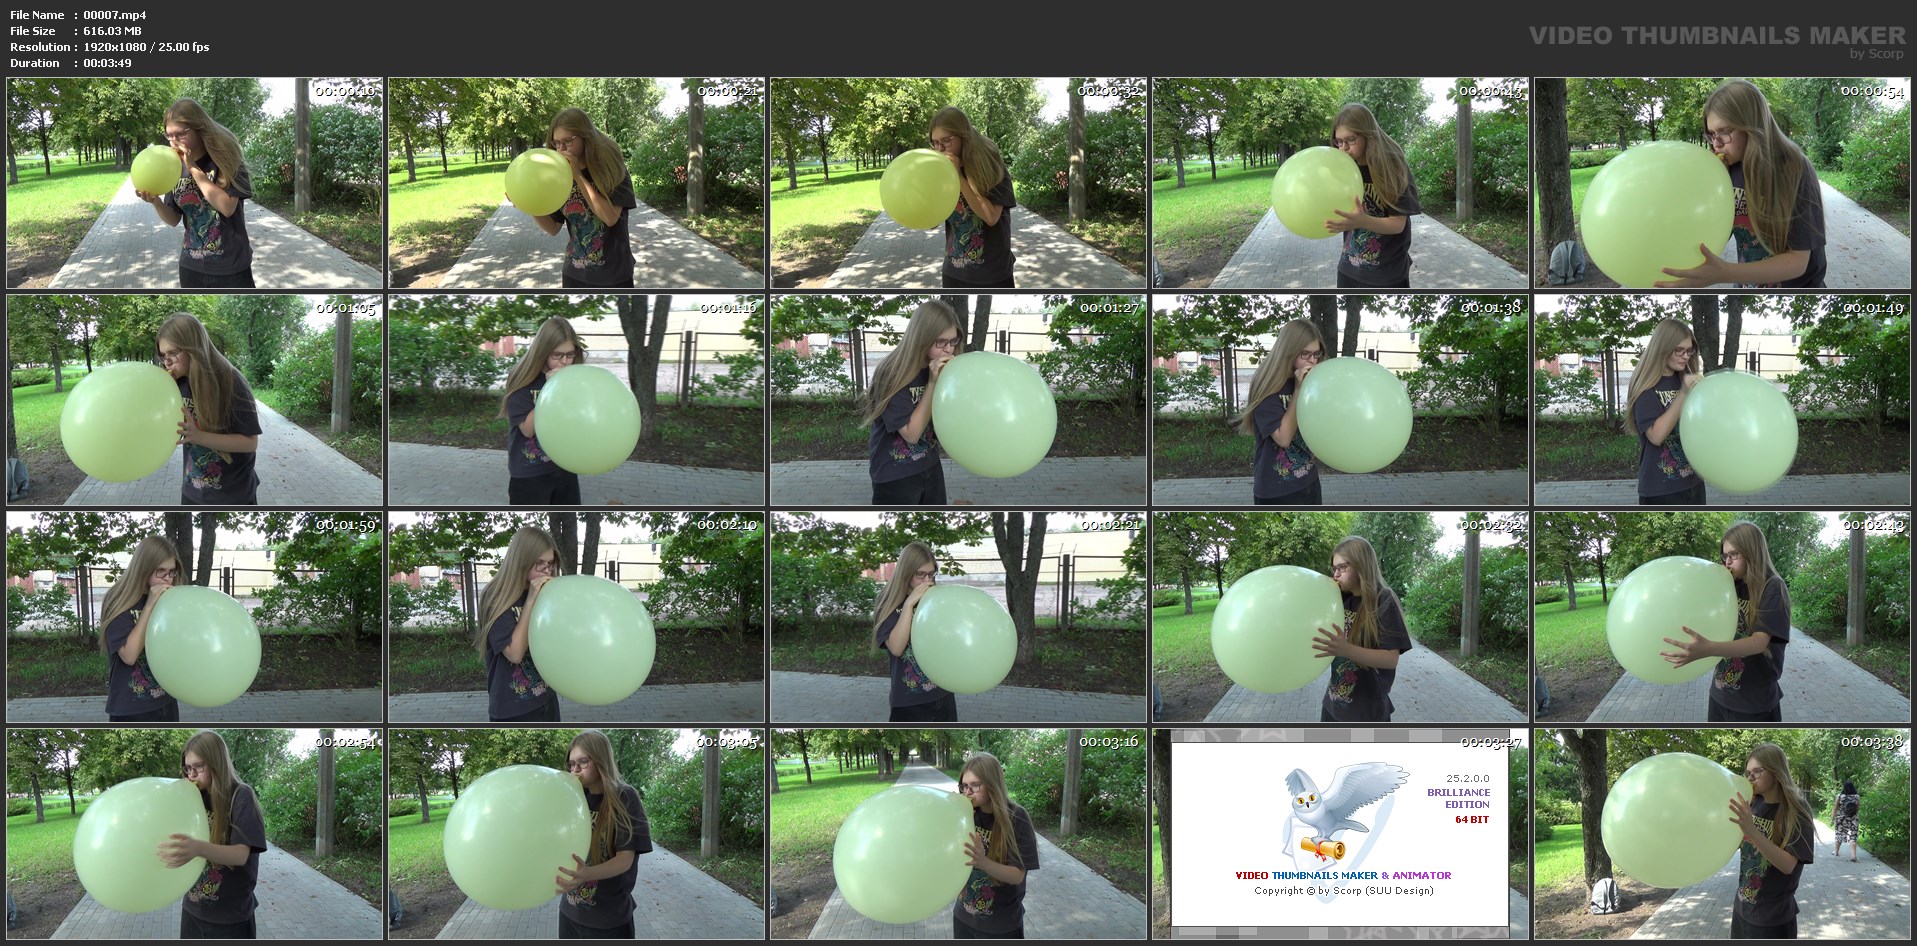 File Name : 00007.mp4
File Size : 616.03 MB
Resolution : 1920x1080 / 25.00 fps
Duration : 00:03:49
VIDEO THUMBNAILS MAKER
by Scorp
00:00:10
00:00:21
00:00:32
00:00:43
00:00:54
00:01:05
00:01:16
00:01:27
00:01:38
00:01:49
00:01:59
00:02:10
00:02:21
00:02:32
00:02:43
00:02:54
00:03:05
00:03:16
00:03:27
25.2.0.0
BRILLIANCE
EDITION
64 BIT
VIDEO THUMBNAILS MAKER & ANIMATOR
Copyright © by Scorp (SUU Design)
00:03:38